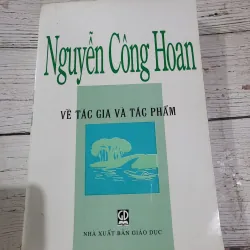 Nguyễn Công Hoan
VỀ TÁC GIA VÀ TÁC PHẨM
NHÀ XUẤT BẢN GIÁO DỤC